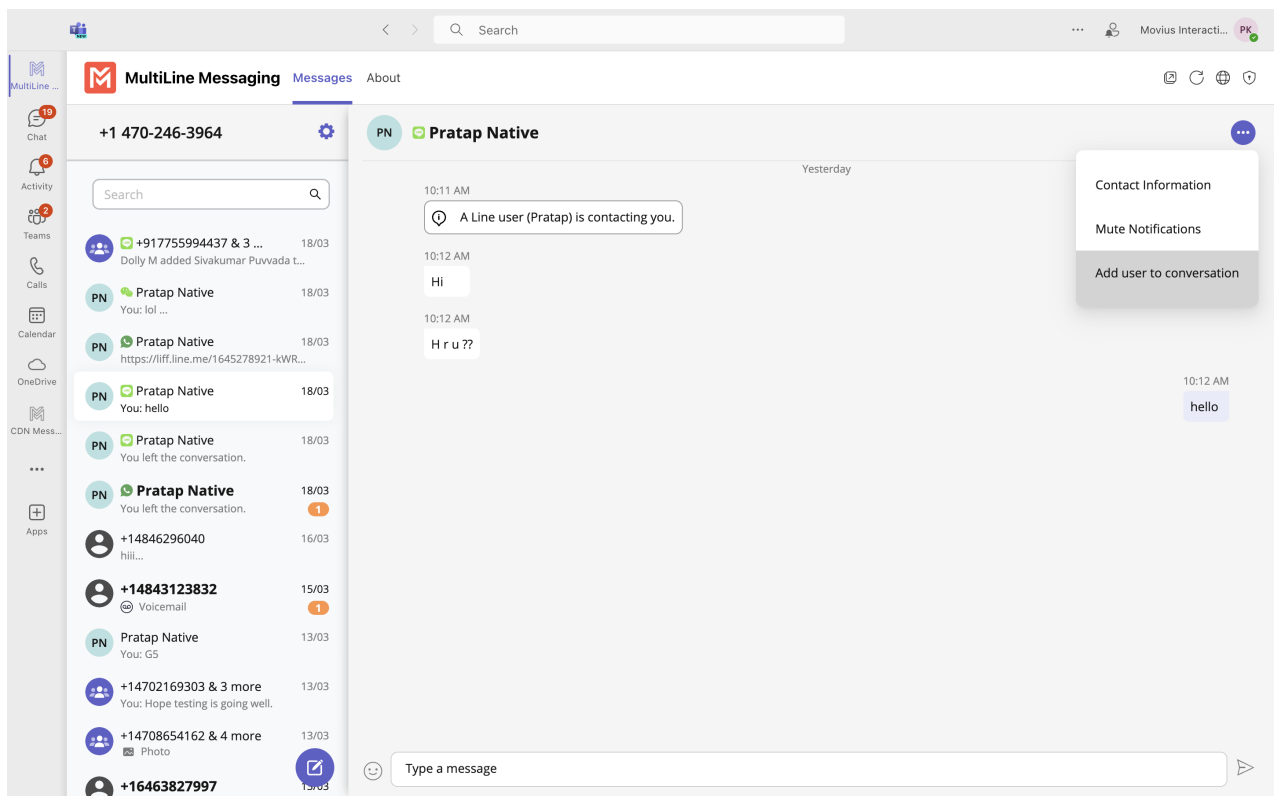 NEW
Search
Movius Interacti...
PK
MultiLine ...
19
Chat
6
Activity
2
Teams
Calls
Calendar
OneDrive
CDN Mess...
Apps
MultiLine Messaging
Messages
About
+1 470-246-3964
Search
+917755994437 & 3 ...
18/03
Dolly M added Sivakumar Puvvada t...
PN
Pratap Native
18/03
You: lol ...
PN
Pratap Native
18/03
https://liff.line.me/1645278921-kWR...
PN
Pratap Native
18/03
You: hello
PN
Pratap Native
18/03
You left the conversation.
PN
Pratap Native
18/03
You left the conversation.
1
+14846296040
16/03
hiii...
+14843123832
15/03
Voicemail
1
PN
Pratap Native
13/03
You: G5
+14702169303 & 3 more
13/03
You: Hope testing is going well.
+14708654162 & 4 more
13/03
Photo
+16463827997
13/03
PN
Pratap Native
Yesterday
10:11 AM
A Line user (Pratap) is contacting you.
10:12 AM
Hi
10:12 AM
H r u ??
10:12 AM
hello
Contact Information
Mute Notifications
Add user to conversation
Type a message